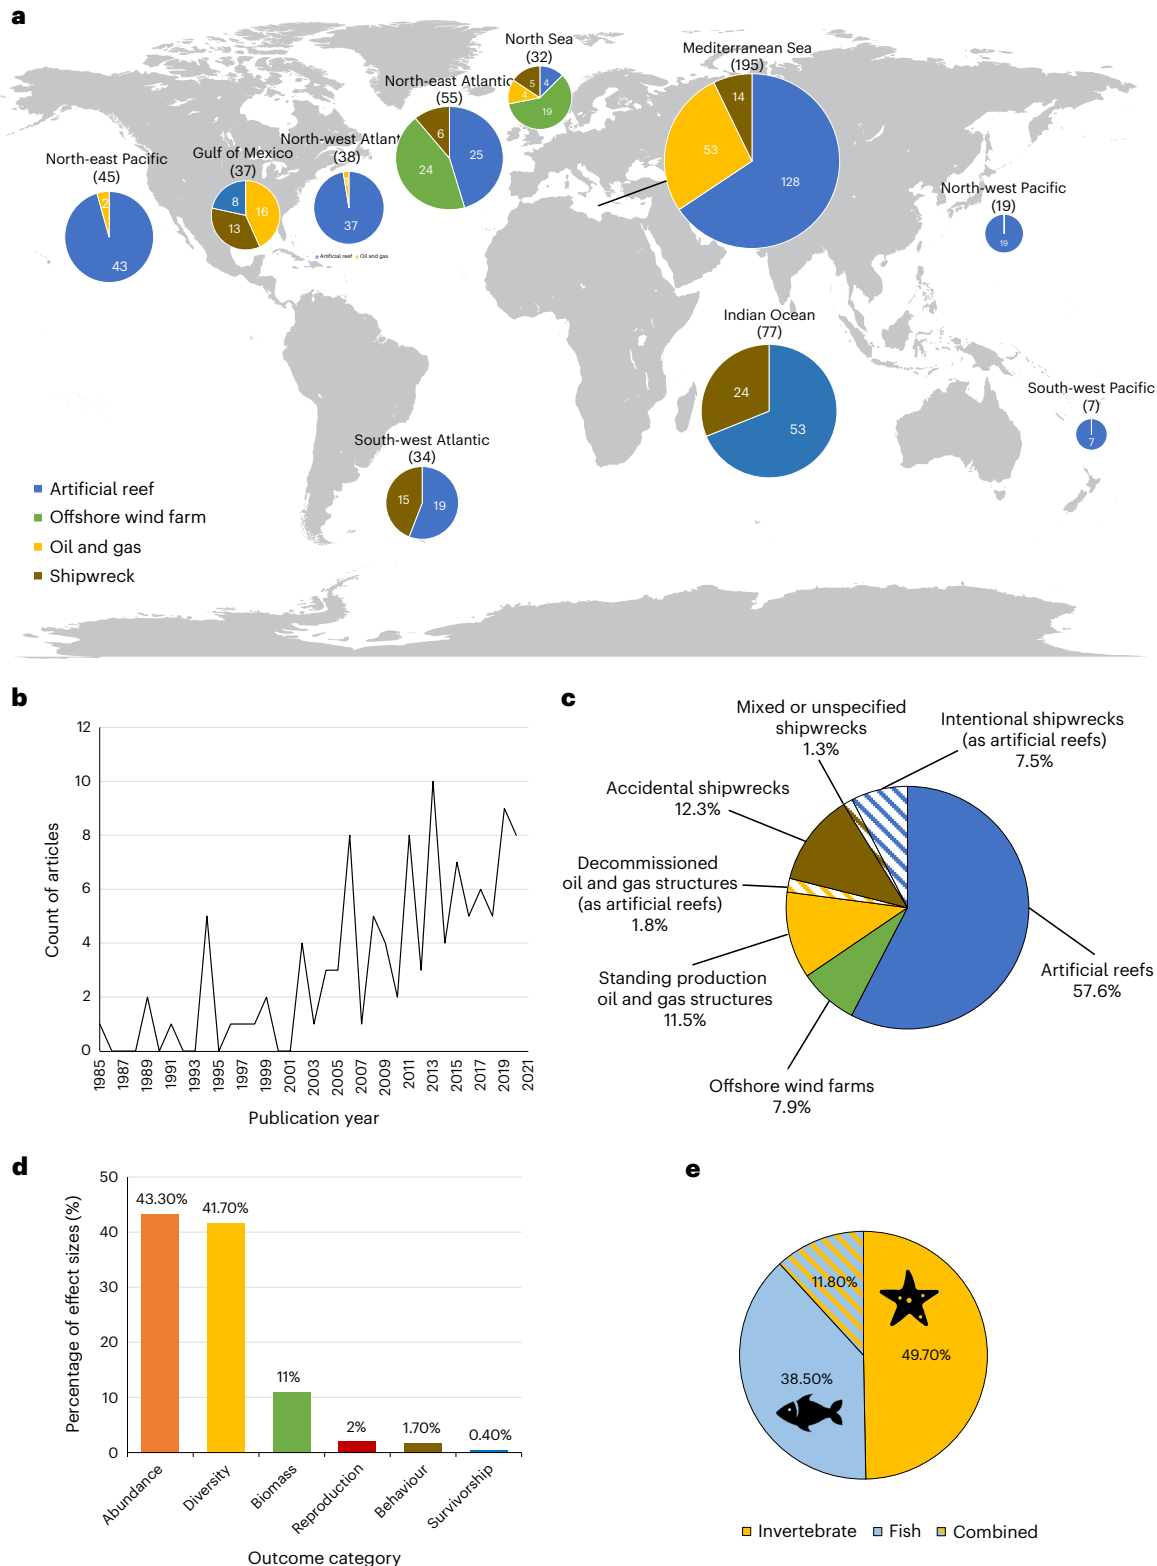 a
North Sea
(32)
5
4
4
19
Mediterranean Sea
(195)
14
53
128
North-east Atlantic
(55)
6
25
24
North-west Atlant
(38)
37
Artificial reef
Oil and gas
Gulf of Mexico
(37)
8
16
13
North-east Pacific
(45)
2
43
North-west Pacific
(19)
19
Indian Ocean
(77)
24
53
South-west Pacific
(7)
7
South-west Atlantic
(34)
15
19
Artificial reef
Offshore wind farm
Oil and gas
Shipwreck
b
Count of articles
12
10
8
6
4
2
0
1985
1987
1989
1991
1993
1995
1997
1999
2001
2003
2005
2007
2009
2011
2013
2015
2017
2019
2021
Publication year
c
Mixed or unspecified
shipwrecks
1.3%
Intentional shipwrecks
(as artificial reefs)
7.5%
Accidental shipwrecks
12.3%
Decommissioned
oil and gas structures
(as artificial reefs)
1.8%
Standing production
oil and gas structures
11.5%
Artificial reefs
57.6%
Offshore wind farms
7.9%
d
Percentage of effect sizes (%)
50
40
30
20
10
0
43.30%
41.70%
11%
2%
1.70%
0.40%
Abundance
Diversity
Biomass
Reproduction
Behaviour
Survivorship
Outcome category
e
11.80%
49.70%
38.50%
Invertebrate
Fish
Combined